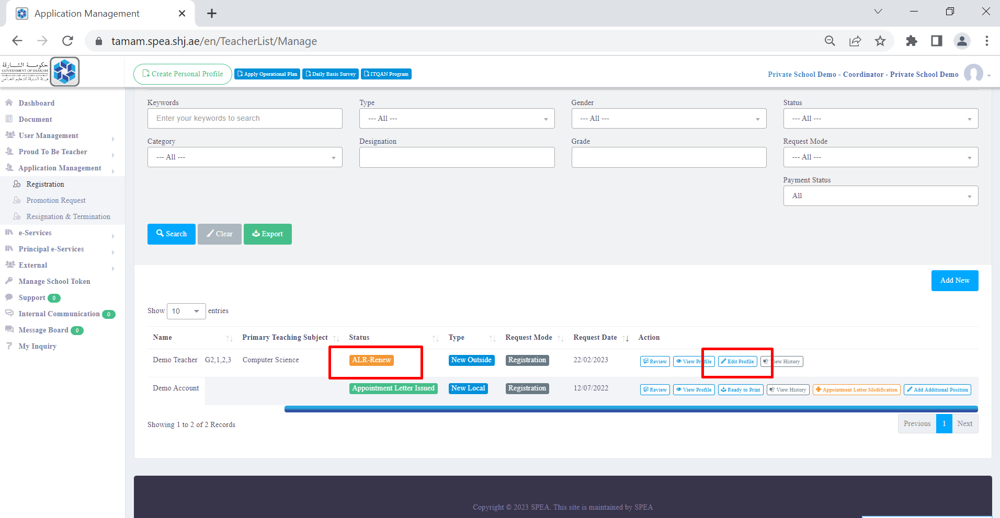 Application Management
tamam.spea.shj.ae/en/TeacherList/Manage
حكومة الشارقة
GOVERNMENT OF SHARJAH
SHARJAH PRIVATE EDUCATION AUTHORITY
هيئة الشارقة للتعليم الخاص
Create Personal Profile
Apply Operational Plan
Daily Basis Survey
ITQAN Program
Private School Demo - Coordinator - Private School Demo
Dashboard
Document
User Management
Proud To Be Teacher
Application Management
Registration
Promotion Request
Resignation & Termination
e-Services
Principal e-Services
External
Manage School Token
Support 0
Internal Communication 0
Message Board 0
My Inquiry
Keywords Type Gender Status
Enter your keywords to search --- All --- --- All --- --- All ---
Category Designation Grade Request Mode
--- All --- --- All ---
Payment Status
All
Search Clear Export
Add New
Show 10 entries
Name Primary Teaching Subject Status Type Request Mode Request Date Action
Demo Teacher G2,1,2,3 Computer Science ALR-Renew New Outside Registration 22/02/2023 Review View Profile Edit Profile View History
Demo Account Appointment Letter Issued New Local Registration 12/07/2022 Review View Profile Ready to Print View History Appointment Letter Modification Add Additional Position
Showing 1 to 2 of 2 Records
Previous 1 Next
Copyright © 2023 SPEA. This site is maintained by SPEA